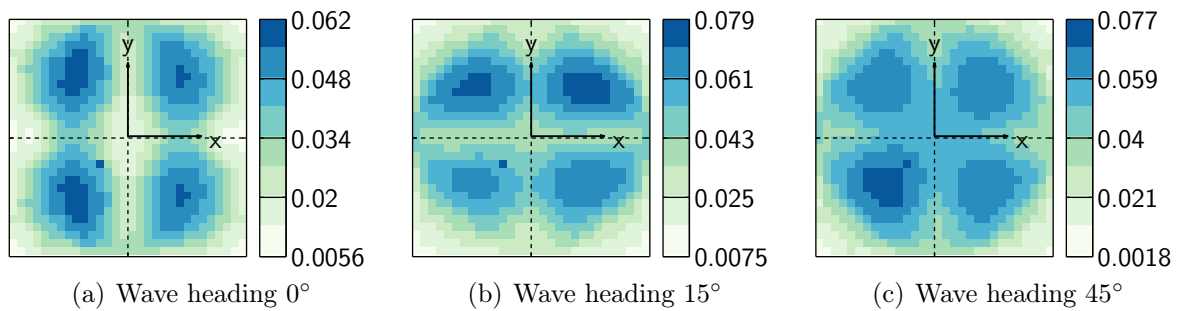 y
x
0.062
0.048
0.034
0.02
0.0056
(a) Wave heading 0°
y
x
0.079
0.061
0.043
0.025
0.0075
(b) Wave heading 15°
y
x
0.077
0.059
0.04
0.021
0.0018
(c) Wave heading 45°